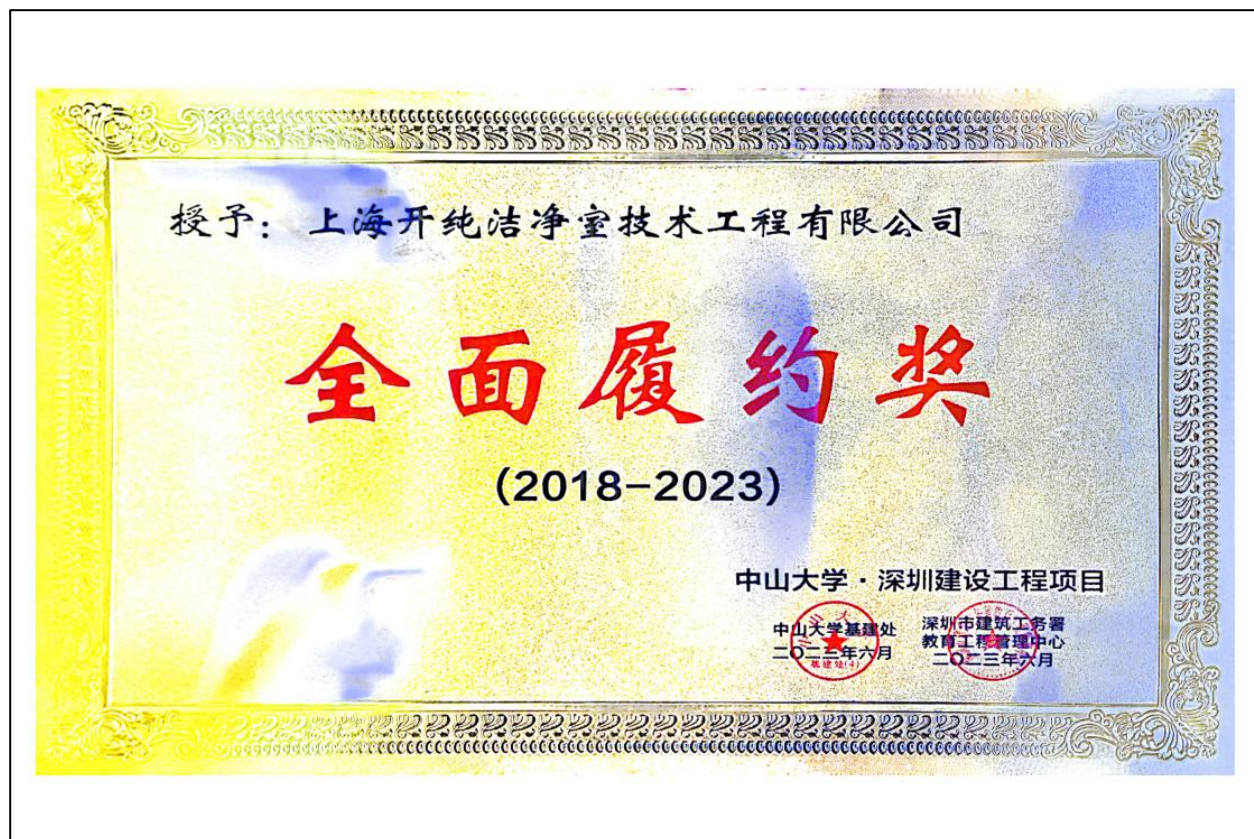 授予：上海开纯洁净室技术工程有限公司
全面履约奖
(2018-2023)
中山大学·深圳建设工程项目
中山大学基建处
二〇二三年六月
深圳市建筑工务署
教育工程管理中心
二〇二三年六月